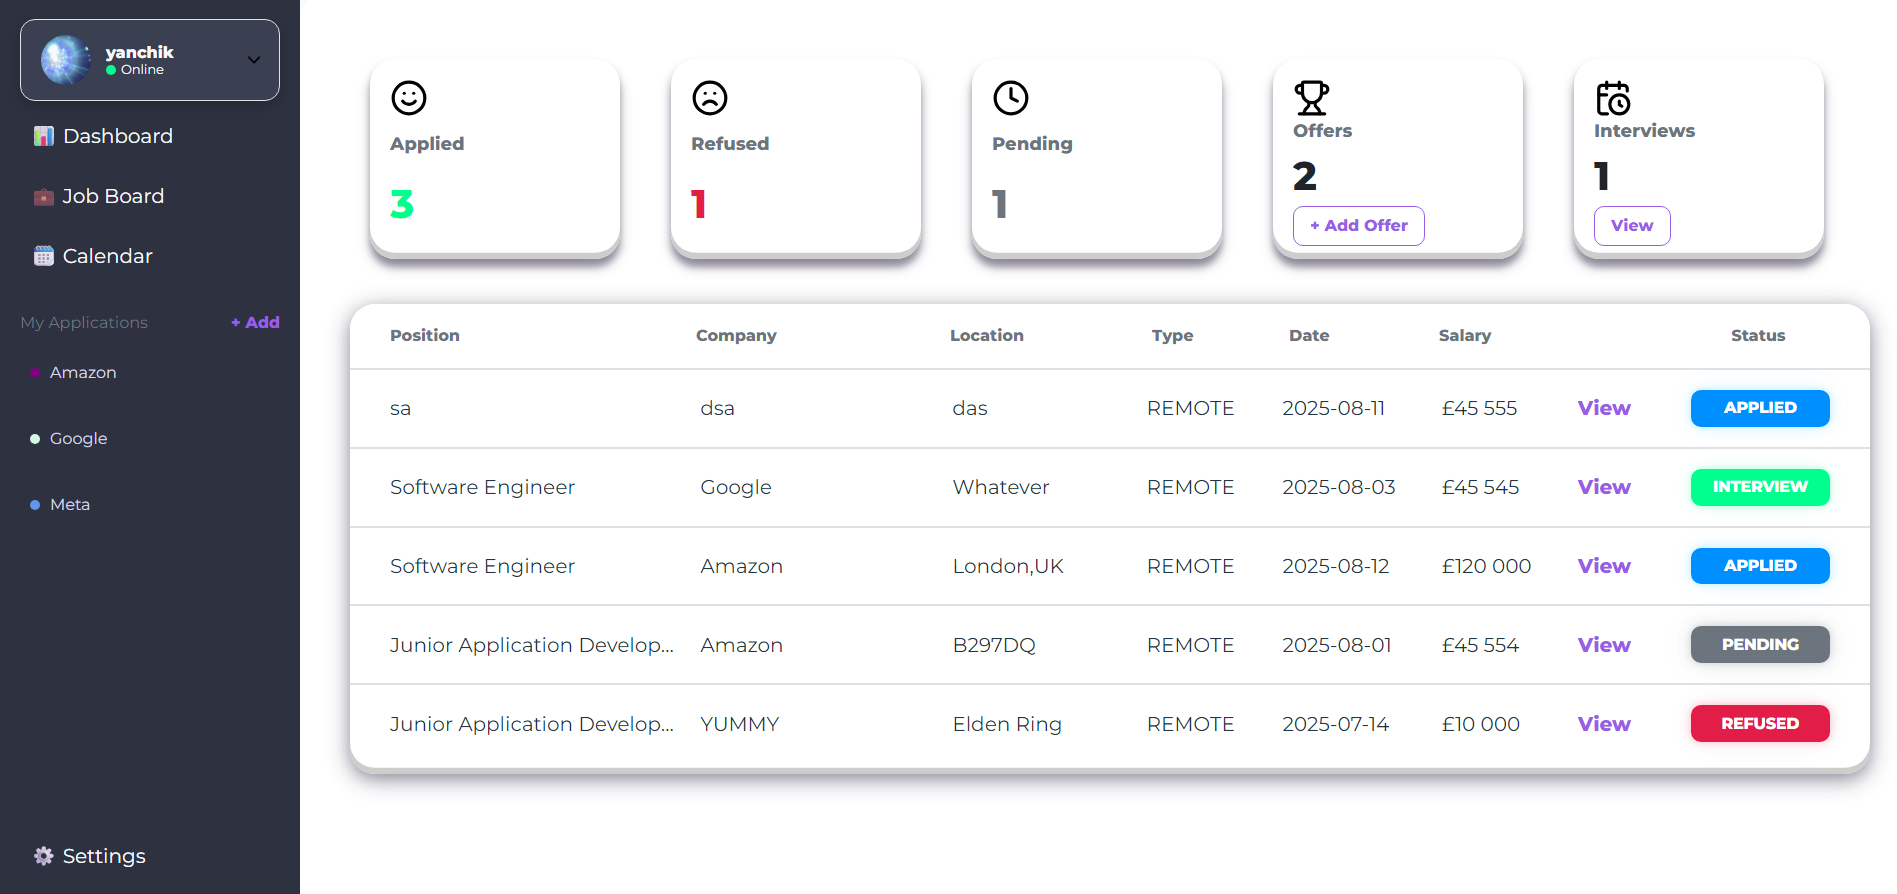 yanchik
Online
Dashboard
Job Board
Calendar
My Applications + Add
Amazon
Google
Meta
Settings
Applied
3
Refused
1
Pending
1
Offers
2
+ Add Offer
Interviews
1
View
Position Company Location Type Date Salary Status
sa dsa das REMOTE 2025-08-11 £45 555 View APPLIED
Software Engineer Google Whatever REMOTE 2025-08-03 £45 545 View INTERVIEW
Software Engineer Amazon London,UK REMOTE 2025-08-12 £120 000 View APPLIED
Junior Application Develop... Amazon B297DQ REMOTE 2025-08-01 £45 554 View PENDING
Junior Application Develop... YUMMY Elden Ring REMOTE 2025-07-14 £10 000 View REFUSED